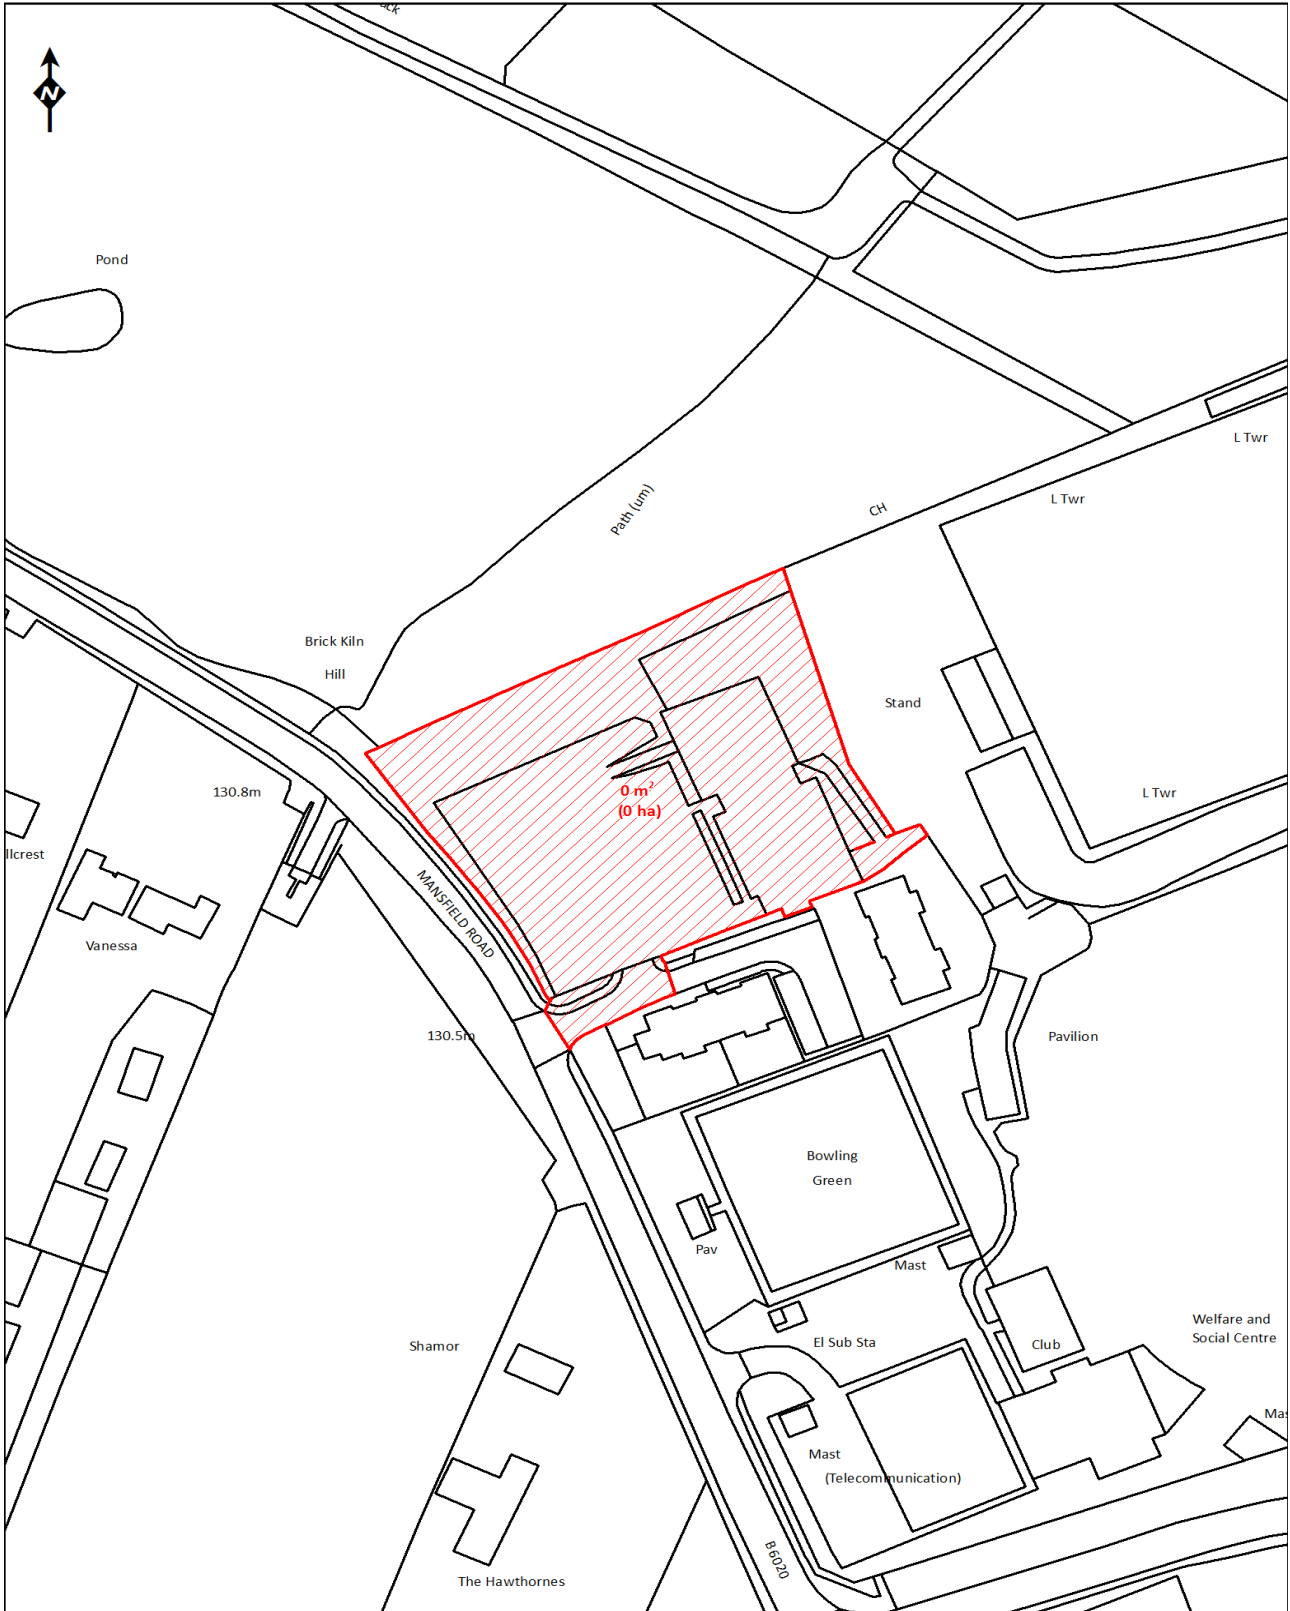 N
Pond
L Twr
L Twr
CH
Path (um)
Brick Kiln
Hill
Stand
130.8m
0 m²
(0 ha)
L Twr
llcrest
MANSFIELD ROAD
Vanessa
130.5m
Pavilion
Bowling
Green
Pav
Mast
Welfare and
Social Centre
Shamor
El Sub Sta
Club
Mas
Mast
(Telecommunication)
B 6020
The Hawthornes